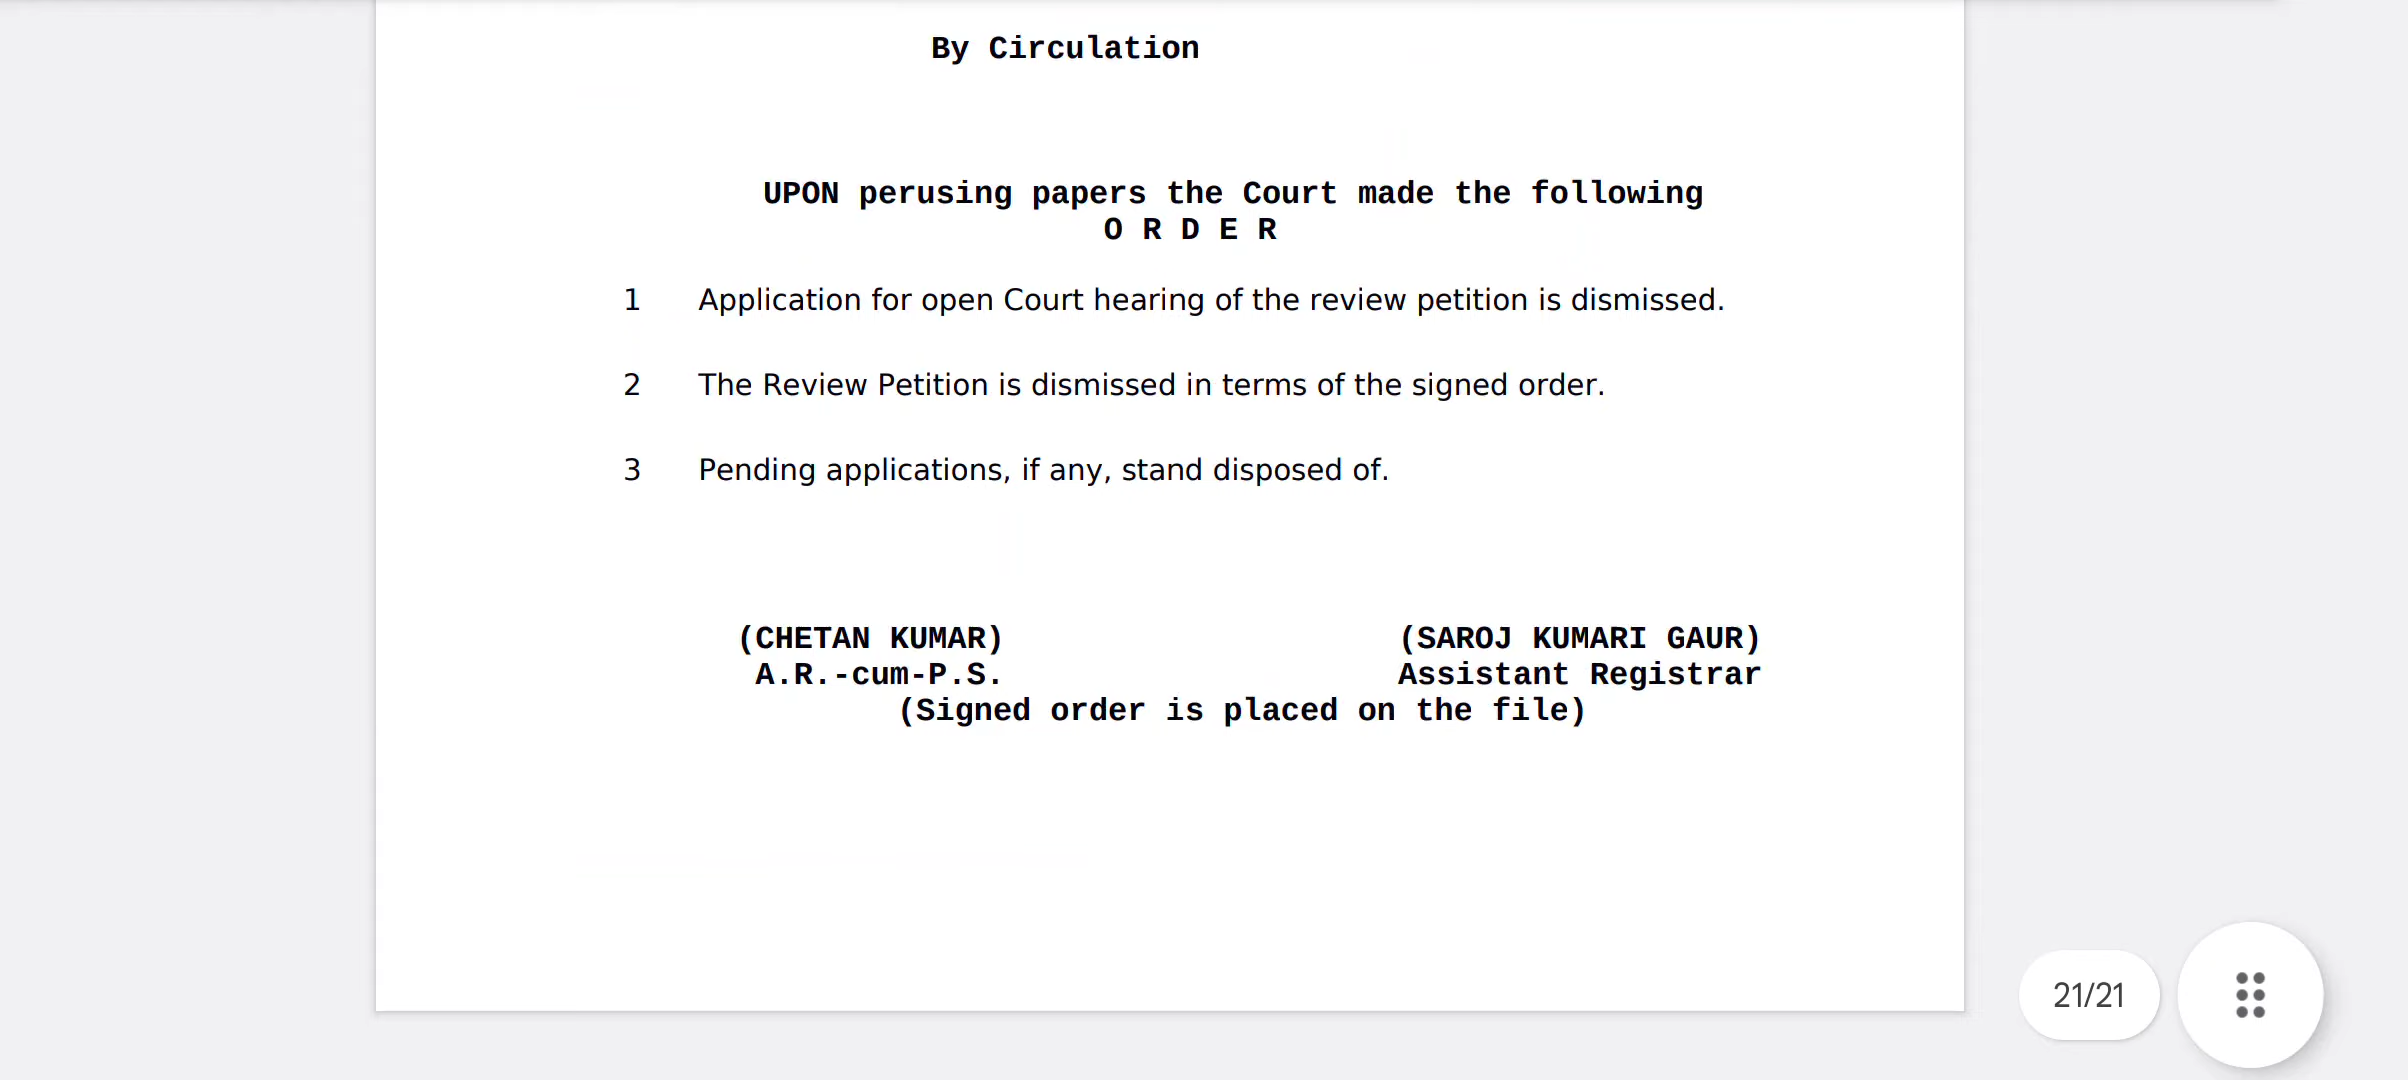 By Circulation
UPON perusing papers the Court made the following
O R D E R
1 Application for open Court hearing of the review petition is dismissed.
2 The Review Petition is dismissed in terms of the signed order.
3 Pending applications, if any, stand disposed of.
(CHETAN KUMAR) (SAROJ KUMARI GAUR)
A.R.-cum-P.S. Assistant Registrar
(Signed order is placed on the file)
21/21